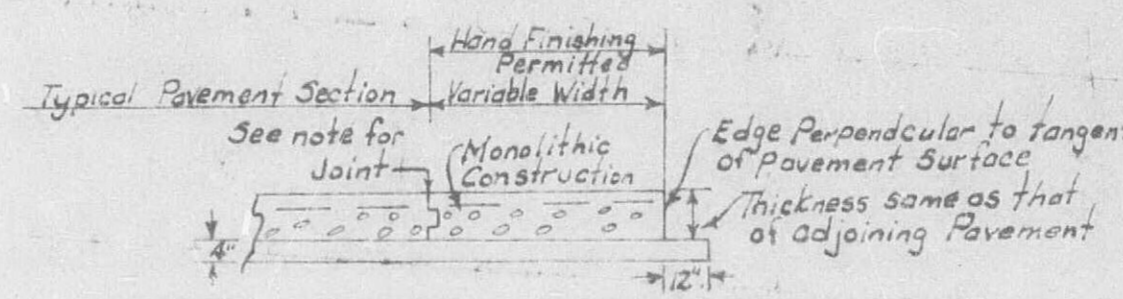 Hand Finishing
Permitted
Typical Pavement Section
Variable Width
See note for
Joint
Monolithic
Construction
Edge Perpendcular to tangent
of Pavement Surface
Thickness same as that
of adjoining Pavement
4"
12"